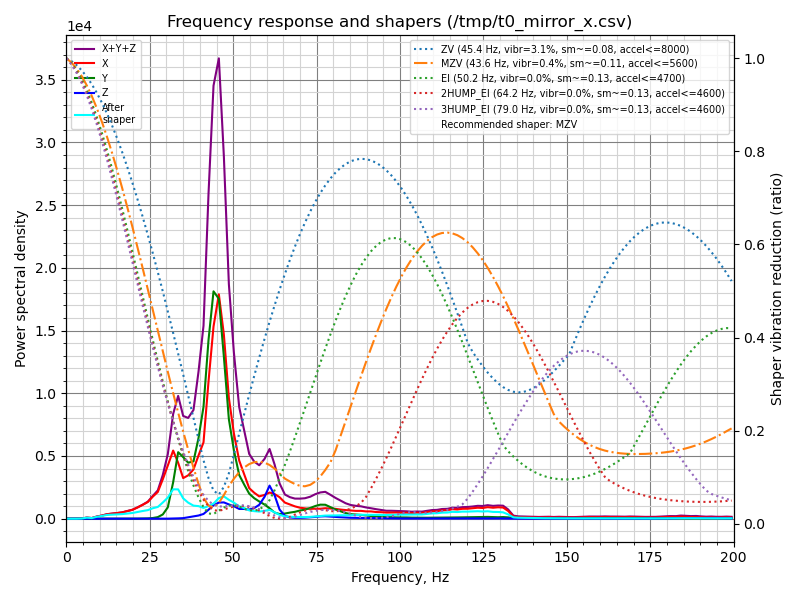 Frequency response and shapers (/tmp/t0_mirror_x.csv)
1e4
X+Y+Z
X
Y
Z
After
shaper
ZV (45.4 Hz, vibr=3.1%, sm~=0.08, accel<=8000)
MZV (43.6 Hz, vibr=0.4%, sm~=0.11, accel<=5600)
EI (50.2 Hz, vibr=0.0%, sm~=0.13, accel<=4700)
2HUMP_EI (64.2 Hz, vibr=0.0%, sm~=0.13, accel<=4600)
3HUMP_EI (79.0 Hz, vibr=0.0%, sm~=0.13, accel<=4600)
Recommended shaper: MZV
Power spectral density
3.5
3.0
2.5
2.0
1.5
1.0
0.5
0.0
1.0
0.8
0.6
0.4
0.2
0.0
Shaper vibration reduction (ratio)
0 25 50 75 100 125 150 175 200
Frequency, Hz